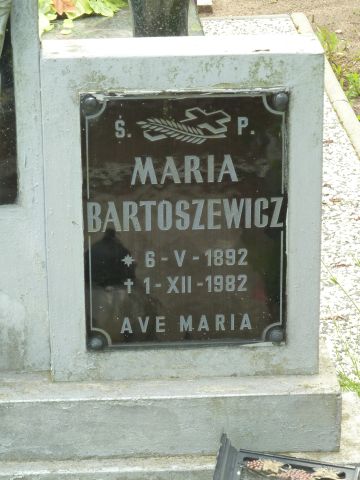 Ś. P.
MARIA
BARTOSZEWICZ
* 6-V-1892
† 1-XII-1982
AVE MARIA